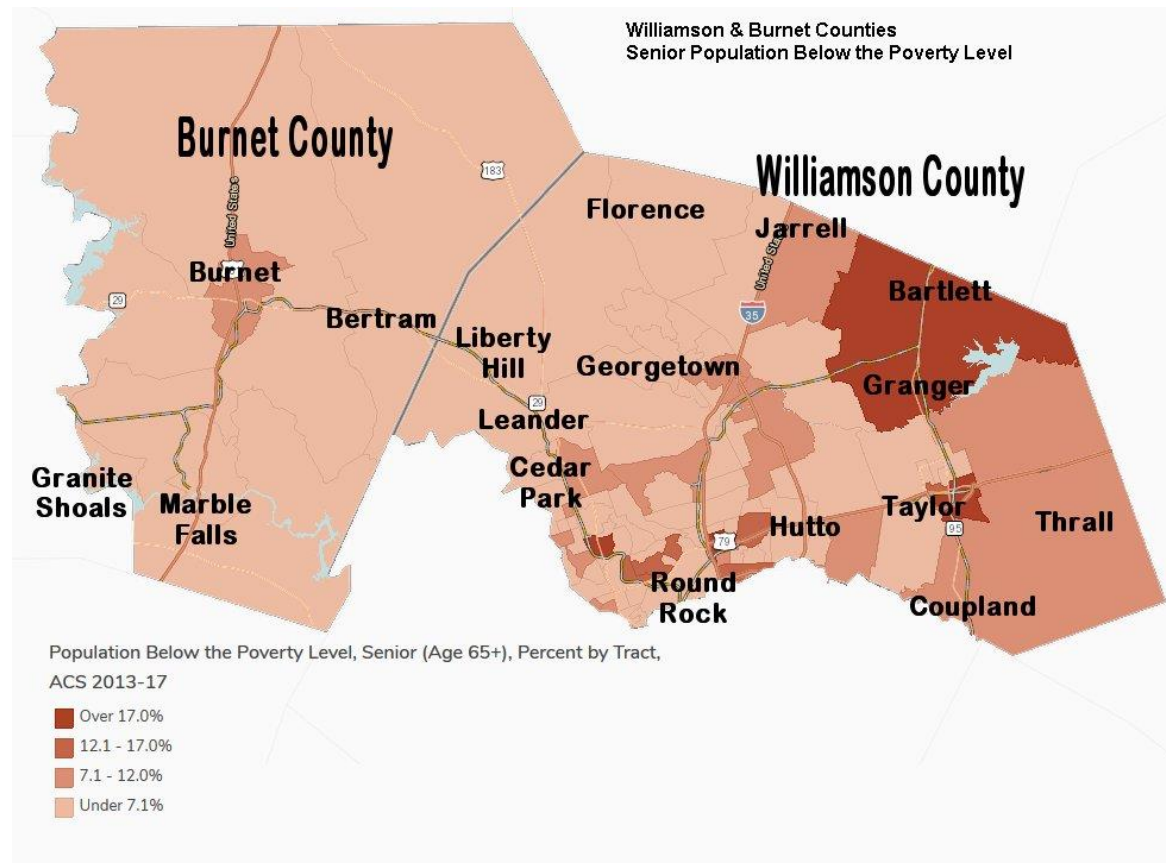 Williamson & Burnet Counties
Senior Population Below the Poverty Level
Burnet County
Williamson County
183
Florence
Jarrell
United States
United Sta
Burnet
Bartlett
29
35
Bertram
Liberty
Hill
Georgetown
Granger
29
Leander
Cedar
Park
Granite
Shoals
Marble
Falls
Taylor
Hutto
Thrall
95
79
Round
Rock
Coupland
Population Below the Poverty Level, Senior (Age 65+), Percent by Tract,
ACS 2013-17
Over 17.0%
12.1 - 17.0%
7.1 - 12.0%
Under 7.1%